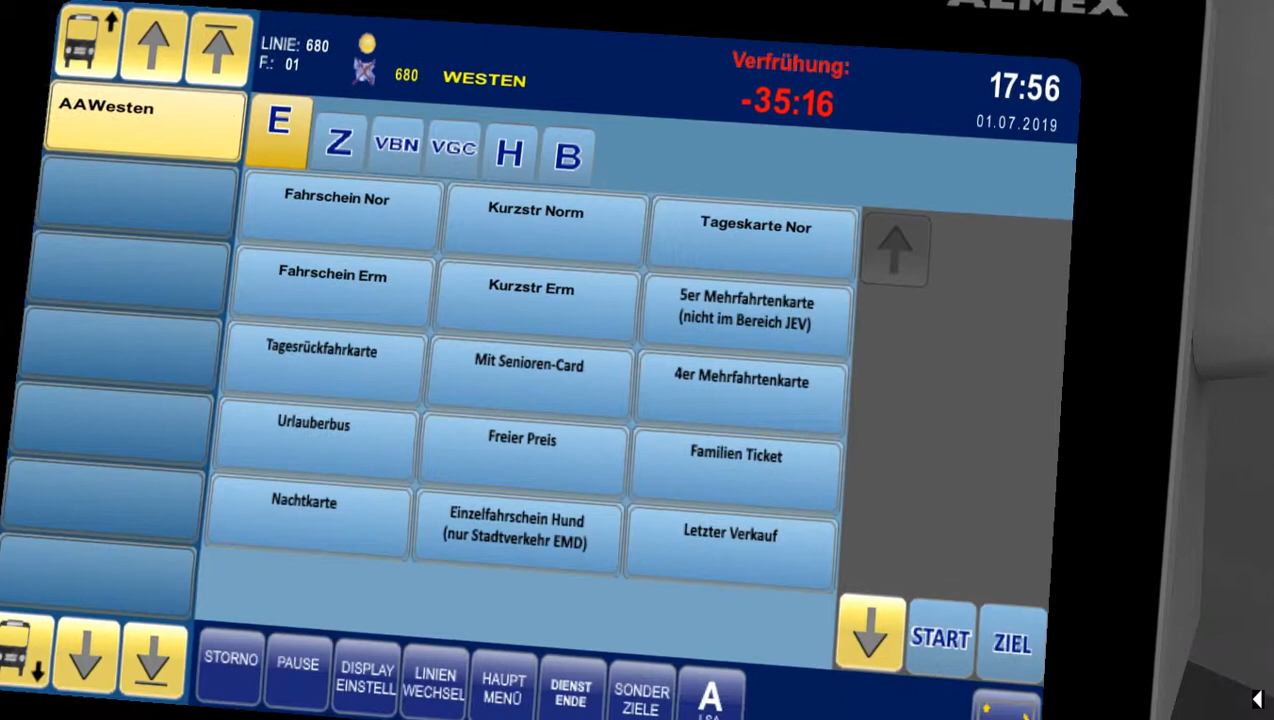 ALMEX
LINIE: 680
F.: 01
680 WESTEN
Verfrühung:
-35:16
17:56
01.07.2019
AAWesten
E
Z
VBN
VGC
H
B
Fahrschein Nor
Kurzstr Norm
Tageskarte Nor
Fahrschein Erm
Kurzstr Erm
5er Mehrfahrtenkarte
(nicht im Bereich JEV)
Tagesrückfahrkarte
Mit Senioren-Card
4er Mehrfahrtenkarte
Urlauberbus
Freier Preis
Familien Ticket
Nachtkarte
Einzelfahrschein Hund
(nur Stadtverkehr EMD)
Letzter Verkauf
START
ZIEL
STORNO
PAUSE
DISPLAY
EINSTELL
LINIEN
WECHSEL
HAUPT
MENÜ
DIENST
ENDE
SONDER
ZIELE
A
LSA